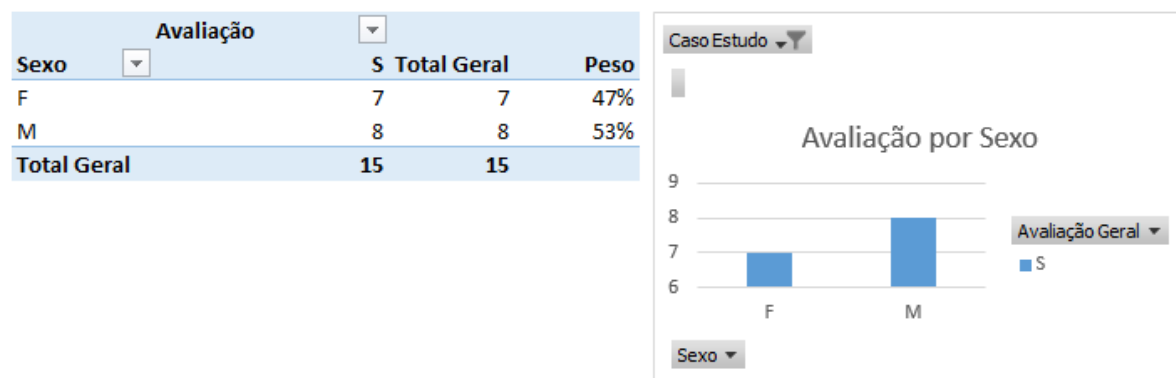 Avaliação
Sexo S Total Geral Peso
F 7 7 47%
M 8 8 53%
Total Geral 15 15
Caso Estudo
Avaliação por Sexo
9
8
7
6
F M
Avaliação Geral
S
Sexo